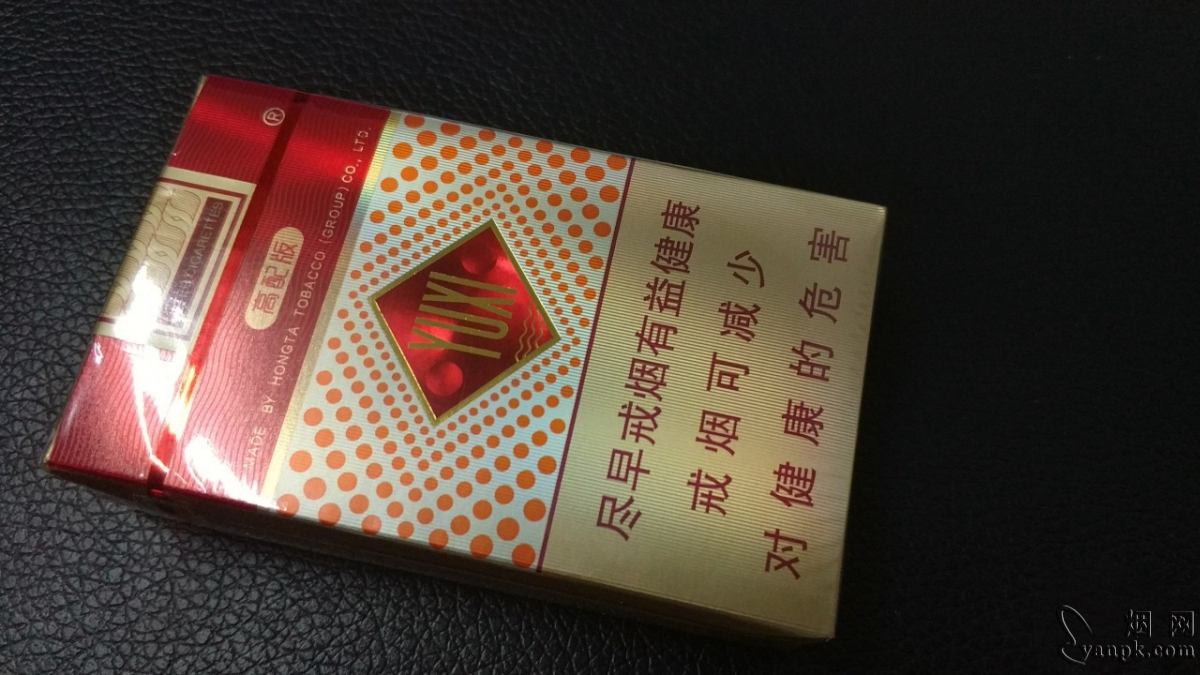 ®
CIGARETTES
高配版
MADE BY HONGTA TOBACCO (GROUP) CO., LTD.
YUXI
尽早戒烟有益健康
戒烟可减少
对健康的危害
烟网
yanpk.com